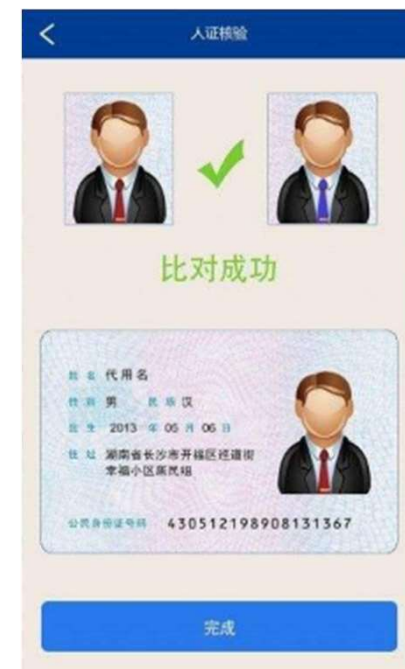 人证核验
比对成功
姓名 代用名
性别 男 民族 汉
出生 2013 年 05 月 06 日
住址 湖南省长沙市开福区巡道街
幸福小区居民组
公民身份证号码 430512198908131367
完成